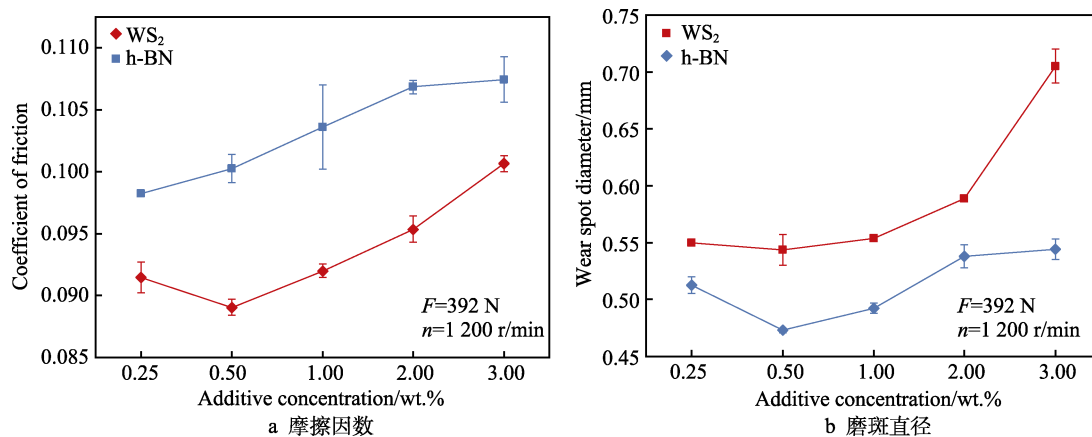 0.110
0.105
0.100
0.095
0.090
0.085
Coefficient of friction
WS₂
h-BN
F=392 N
n=1 200 r/min
0.25 0.50 1.00 2.00 3.00
Additive concentration/wt.%
a 摩擦因数
0.75
0.70
0.65
0.60
0.55
0.50
0.45
Wear spot diameter/mm
WS₂
h-BN
F=392 N
n=1 200 r/min
0.25 0.50 1.00 2.00 3.00
Additive concentration/wt.%
b 磨斑直径